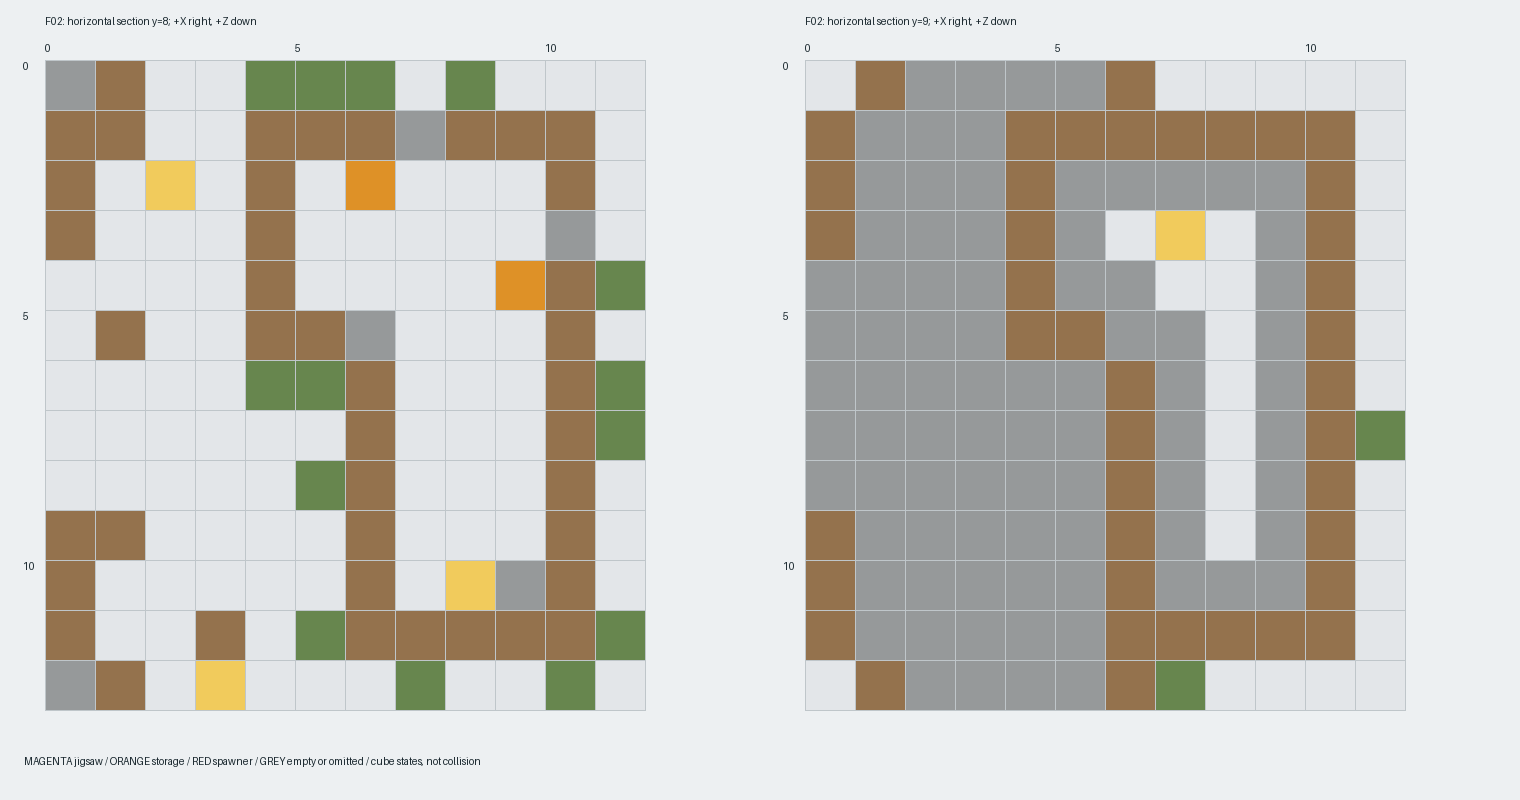 F02: horizontal section y=8; +X right, +Z down
F02: horizontal section y=9; +X right, +Z down
0 5 10
0 5 10
0
0
5
5
10
10
MAGENTA jigsaw / ORANGE storage / RED spawner / GREY empty or omitted / cube states, not collision